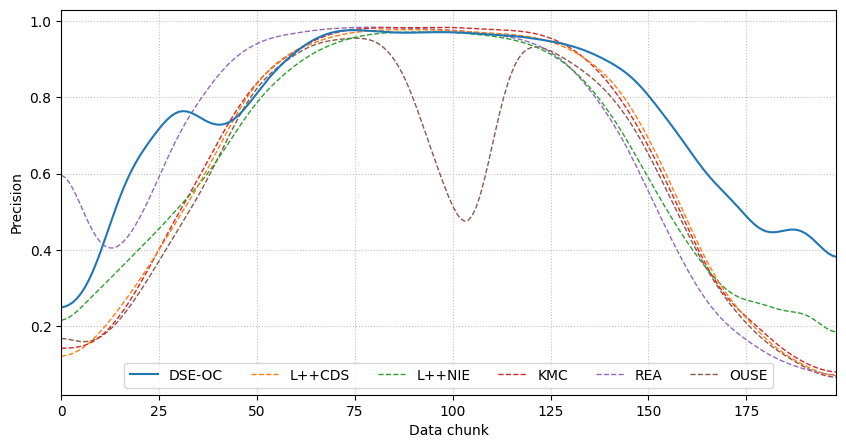 1.0
0.8
0.6
0.4
0.2
Precision
DSE-OC L++CDS L++NIE KMC REA OUSE
0 25 50 75 100 125 150 175
Data chunk